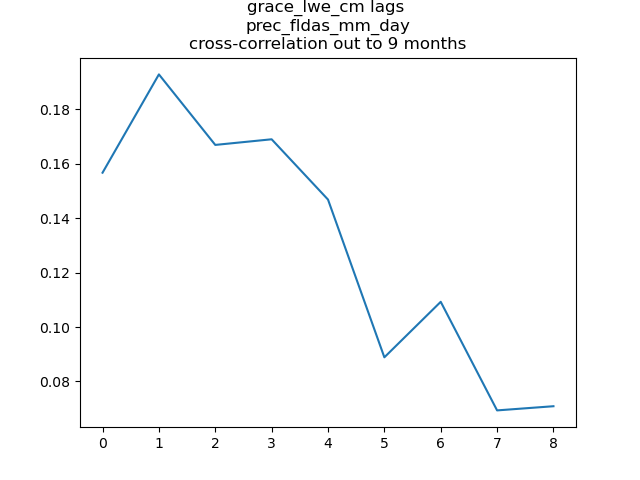 grace_lwe_cm lags
prec_fldas_mm_day
cross-correlation out to 9 months
0.18
0.16
0.14
0.12
0.10
0.08
0 1 2 3 4 5 6 7 8